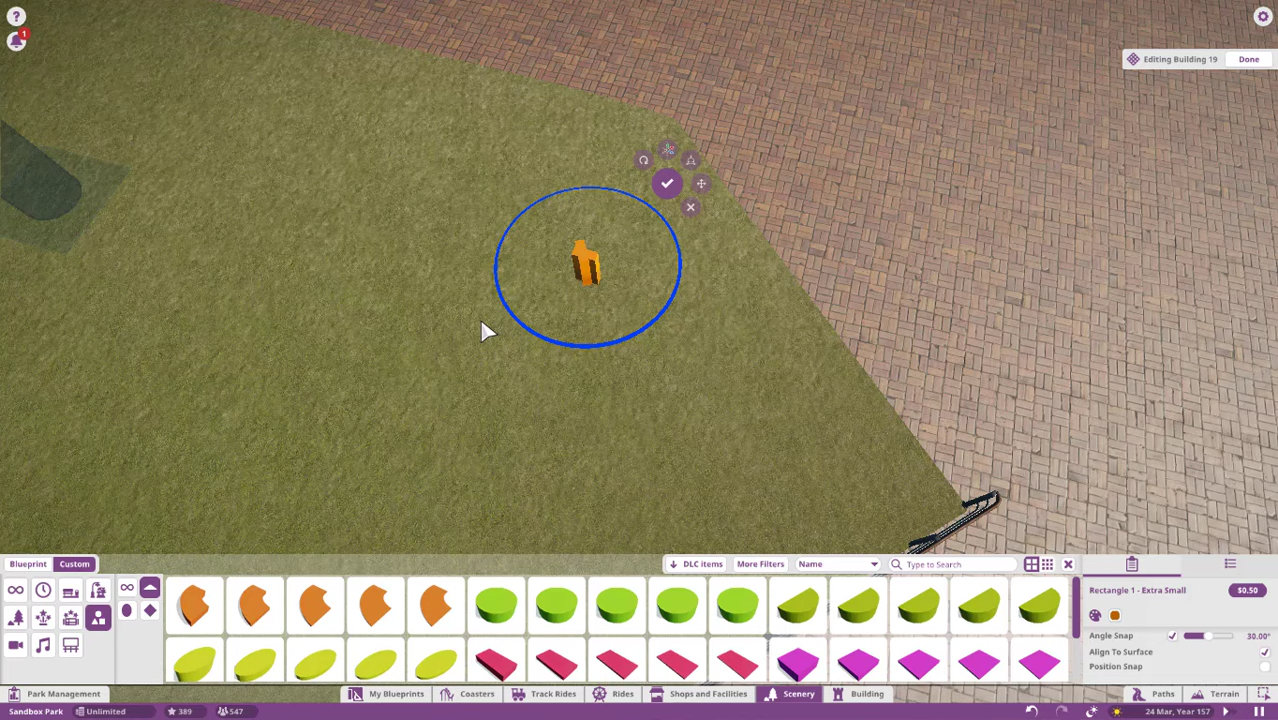 ?
1
Editing Building 19 Done
Blueprint Custom DLC items More Filters Name Type to Search
Rectangle 1 - Extra Small $0.50
Angle Snap 30.00°
Align To Surface
Position Snap
Park Management My Blueprints Coasters Track Rides Rides Shops and Facilities Scenery Building Paths Terrain
Sandbox Park Unlimited 389 547 24 Mar, Year 157